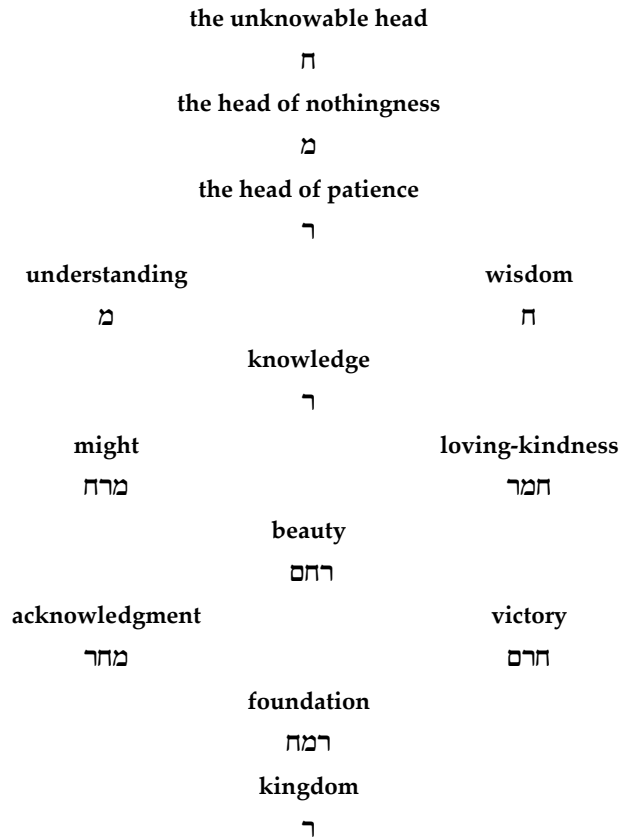 the unknowable head
ח
the head of nothingness
מ
the head of patience
ר
understanding wisdom
מ ח
knowledge
ר
might loving-kindness
מרח חמר
beauty
רחם
acknowledgment victory
מחר חרם
foundation
רמח
kingdom
ר